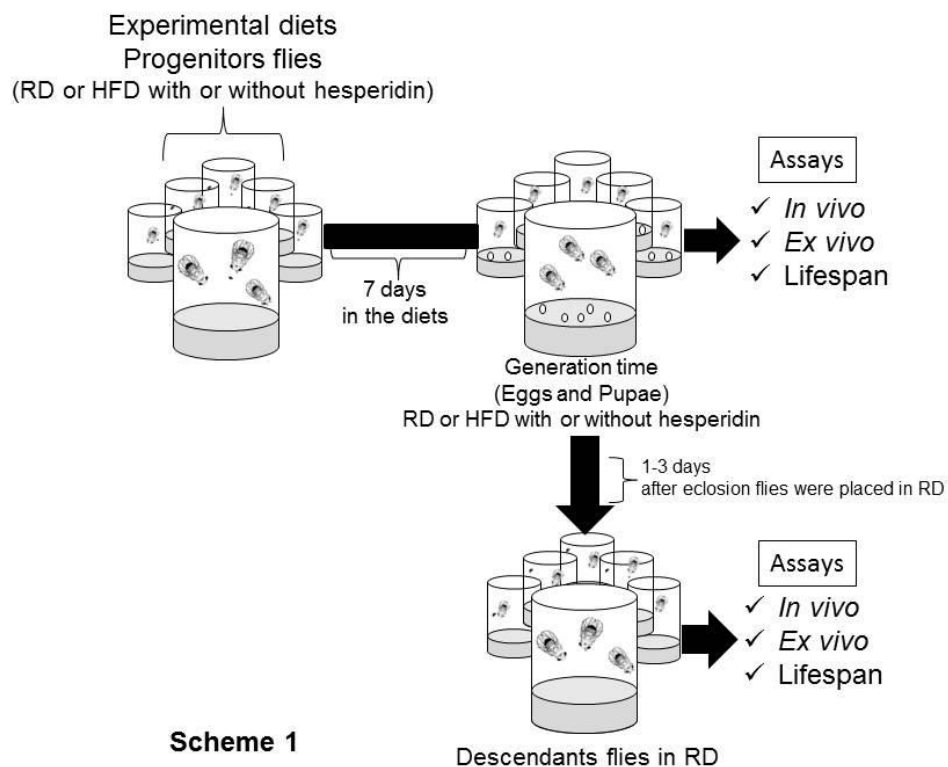 Experimental diets
Progenitors flies
(RD or HFD with or without hesperidin)
7 days
in the diets
Assays
✓ In vivo
✓ Ex vivo
✓ Lifespan
Generation time
(Eggs and Pupae)
RD or HFD with or without hesperidin
1-3 days
after eclosion flies were placed in RD
Assays
✓ In vivo
✓ Ex vivo
✓ Lifespan
Scheme 1
Descendants flies in RD